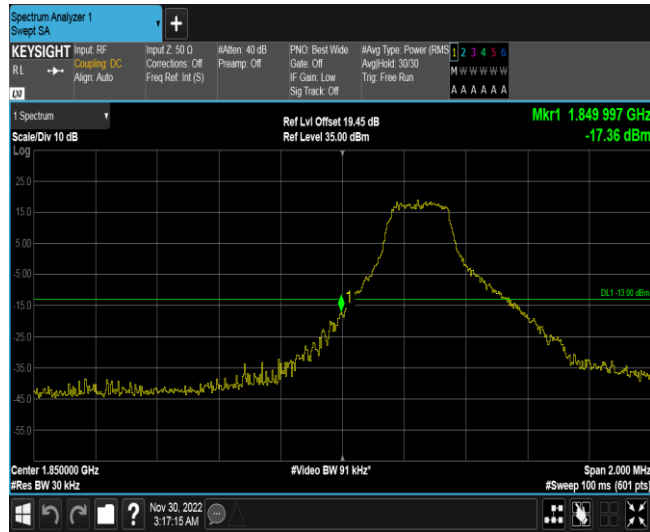 Spectrum Analyzer 1
Swept SA
KEYSIGHT
RL
LXI
Input: RF
Coupling: DC
Align: Auto
Input Z: 50 Ω
Corrections: Off
Freq Ref: Int (S)
#Atten: 40 dB
Preamp: Off
PNO: Best Wide
Gate: Off
IF Gain: Low
Sig Track: Off
#Avg Type: Power (RMS
Avg|Hold: 30/30
Trig: Free Run
1 2 3 4 5 6
M W W W W W
A A A A A A
1 Spectrum
Scale/Div 10 dB
Log
Ref Lvl Offset 19.45 dB
Ref Level 35.00 dBm
Mkr1 1.849 997 GHz
-17.36 dBm
25.0
15.0
5.00
-5.00
-15.0
-25.0
-35.0
-45.0
-55.0
1
DL1 -13.00 dBm
Center 1.850000 GHz
#Res BW 30 kHz
#Video BW 91 kHz*
Span 2.000 MHz
#Sweep 100 ms (601 pts)
?
Nov 30, 2022
3:17:15 AM